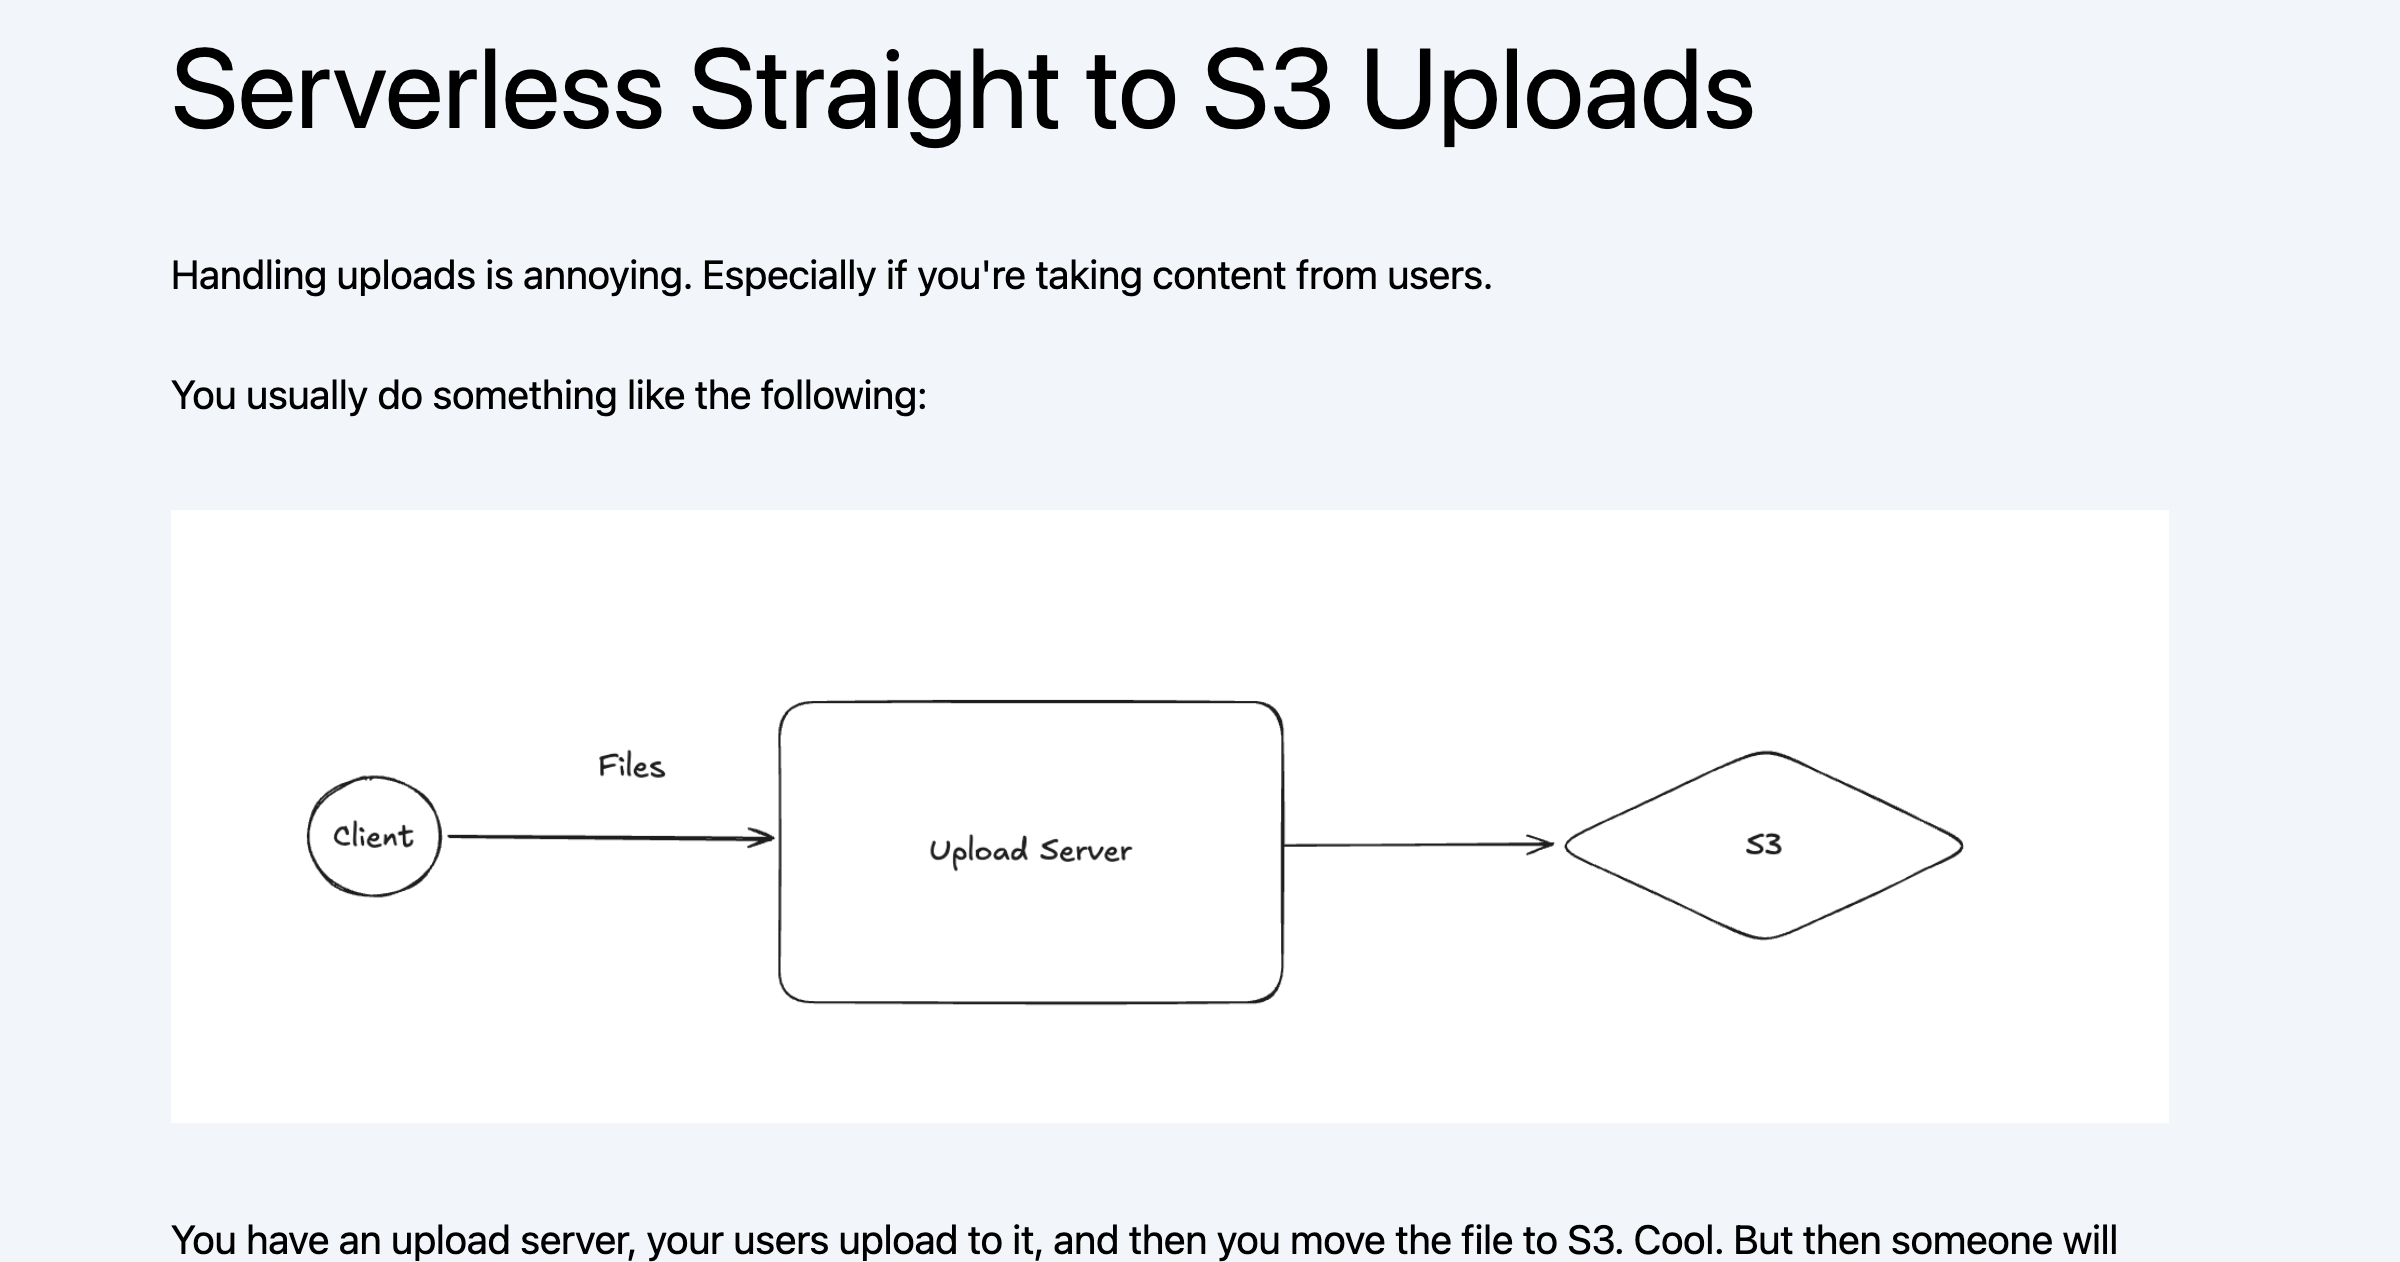 Serverless Straight to S3 Uploads
Handling uploads is annoying. Especially if you're taking content from users.
You usually do something like the following:
Files
Client
Upload Server
S3
You have an upload server, your users upload to it, and then you move the file to S3. Cool. But then someone will